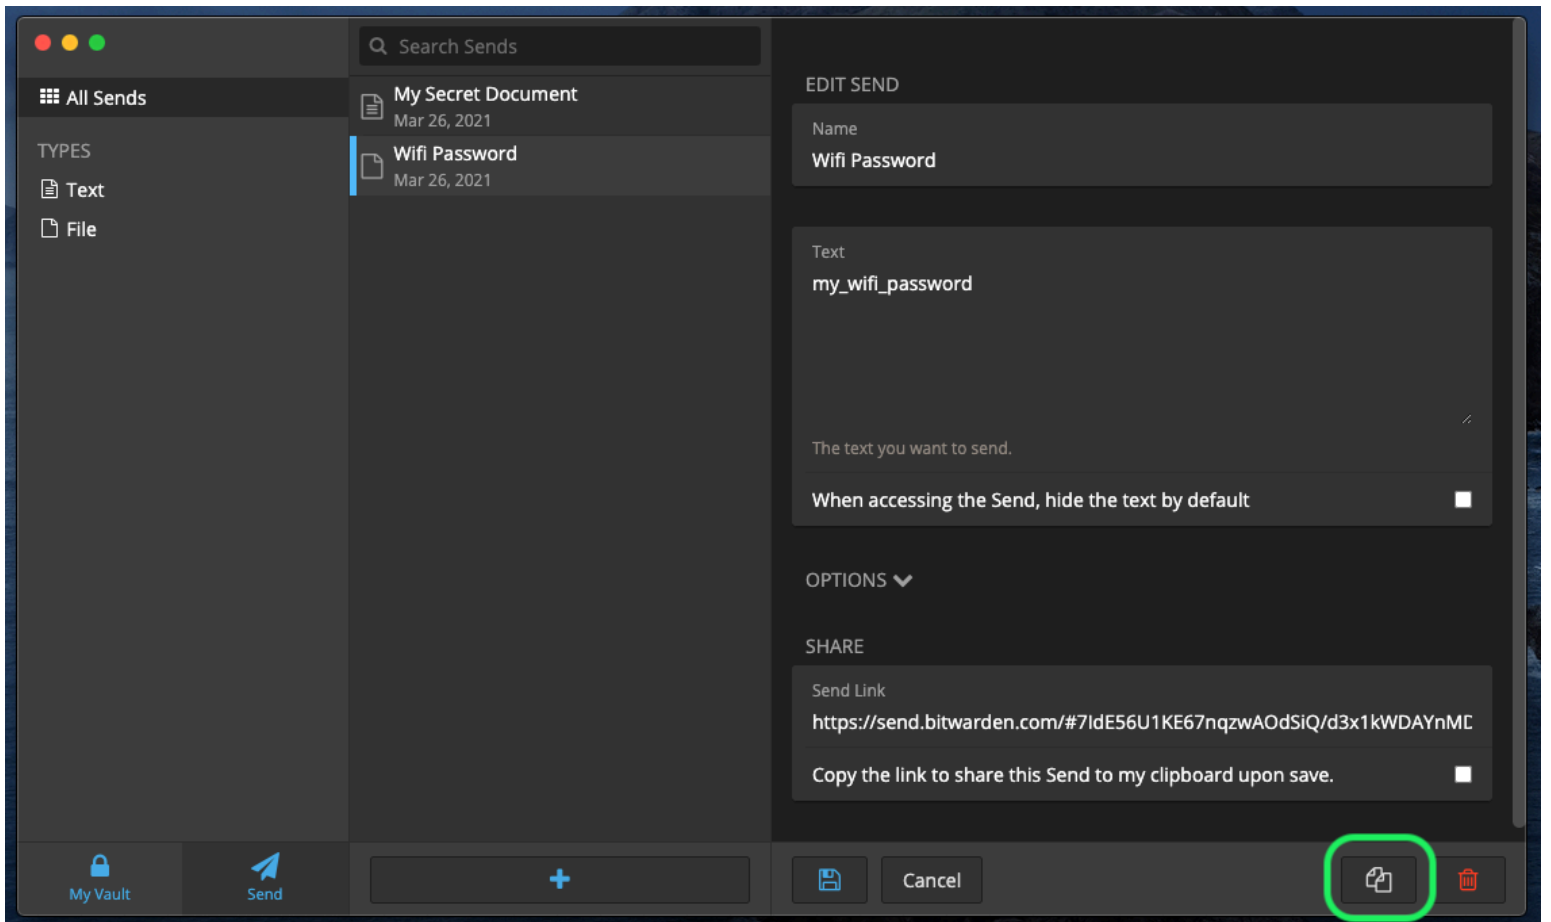 Search Sends
All Sends
TYPES
Text
File
My Vault
Send
My Secret Document
Mar 26, 2021
Wifi Password
Mar 26, 2021
EDIT SEND
Name
Wifi Password
Text
my_wifi_password
The text you want to send.
When accessing the Send, hide the text by default
OPTIONS
SHARE
Send Link
https://send.bitwarden.com/#7IdE56U1KE67nqzwAOdSiQ/d3x1kWDAYnMD
Copy the link to share this Send to my clipboard upon save.
Cancel